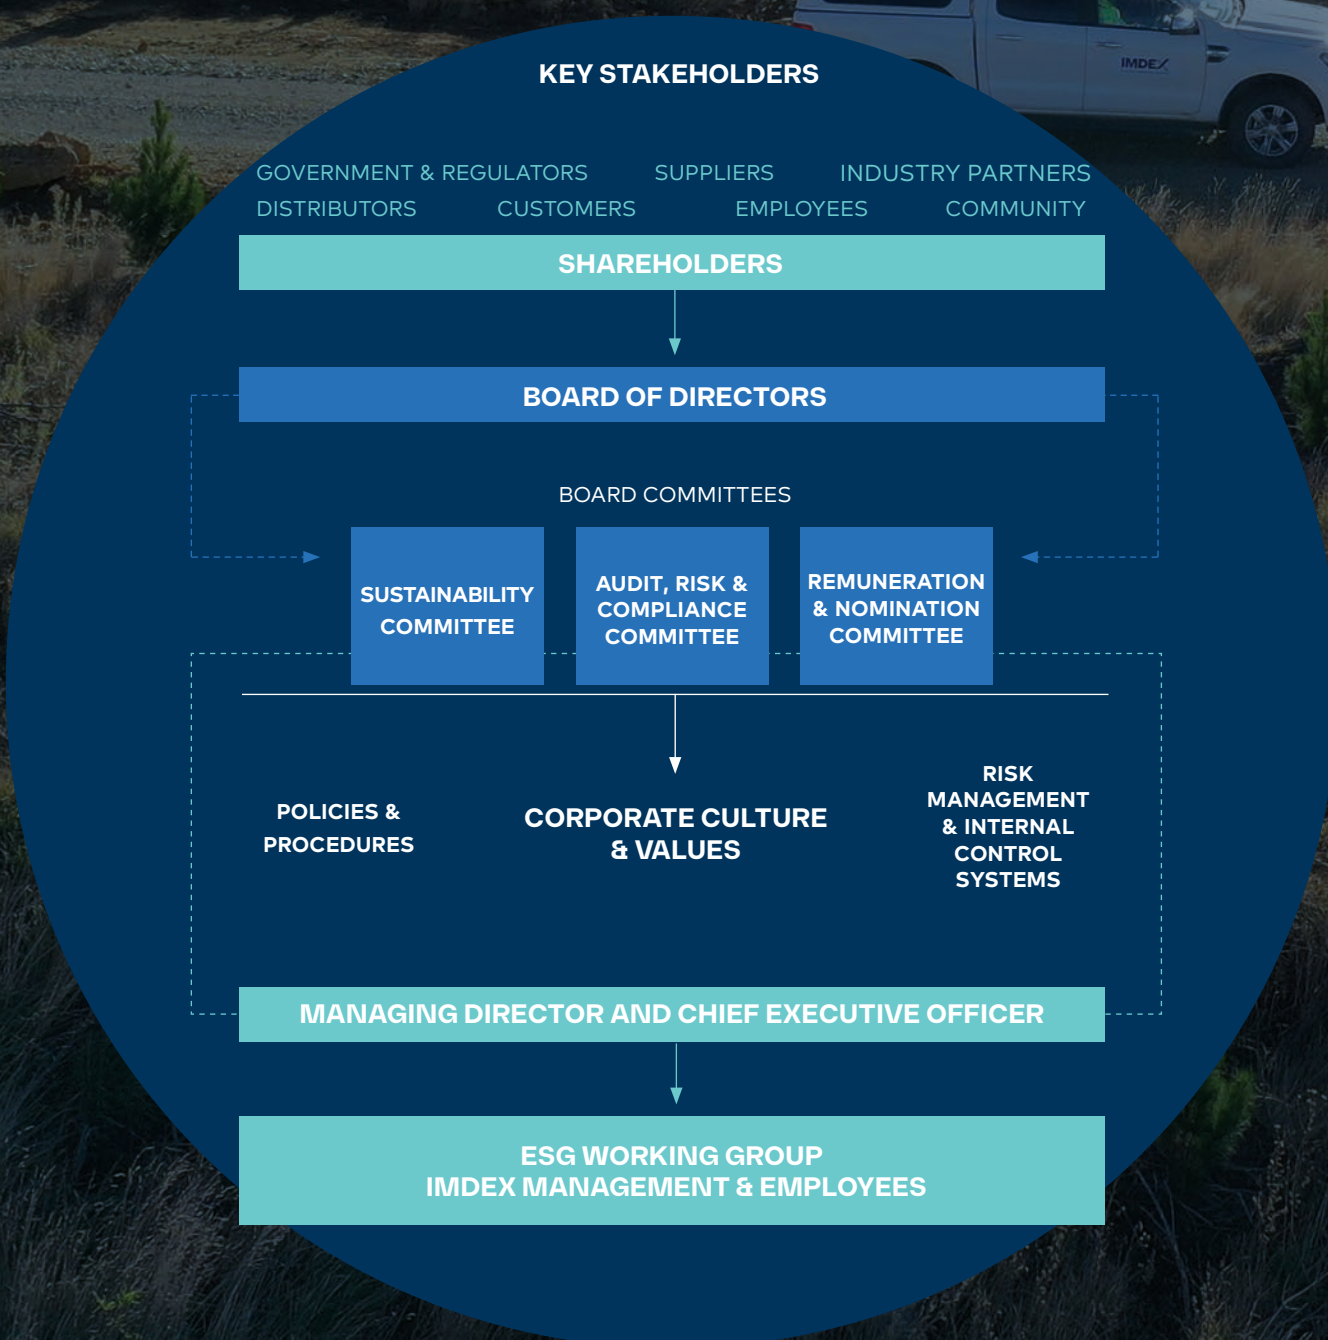 IMDEX
KEY STAKEHOLDERS
GOVERNMENT & REGULATORS SUPPLIERS INDUSTRY PARTNERS
DISTRIBUTORS CUSTOMERS EMPLOYEES COMMUNITY
SHAREHOLDERS
BOARD OF DIRECTORS
BOARD COMMITTEES
SUSTAINABILITY
COMMITTEE
AUDIT, RISK &
COMPLIANCE
COMMITTEE
REMUNERATION
& NOMINATION
COMMITTEE
POLICIES &
PROCEDURES
CORPORATE CULTURE
& VALUES
RISK
MANAGEMENT
& INTERNAL
CONTROL
SYSTEMS
MANAGING DIRECTOR AND CHIEF EXECUTIVE OFFICER
ESG WORKING GROUP
IMDEX MANAGEMENT & EMPLOYEES